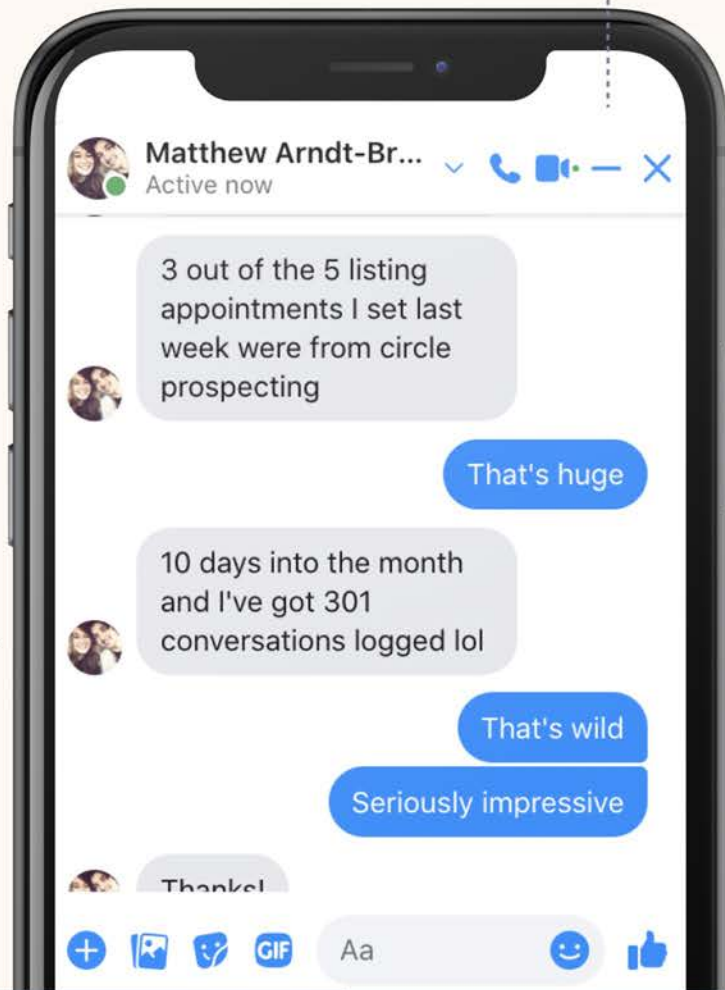 Matthew Arndt-Br...
Active now
3 out of the 5 listing
appointments I set last
week were from circle
prospecting
That's huge
10 days into the month
and I've got 301
conversations logged lol
That's wild
Seriously impressive
Thanks!
GIF
Aa